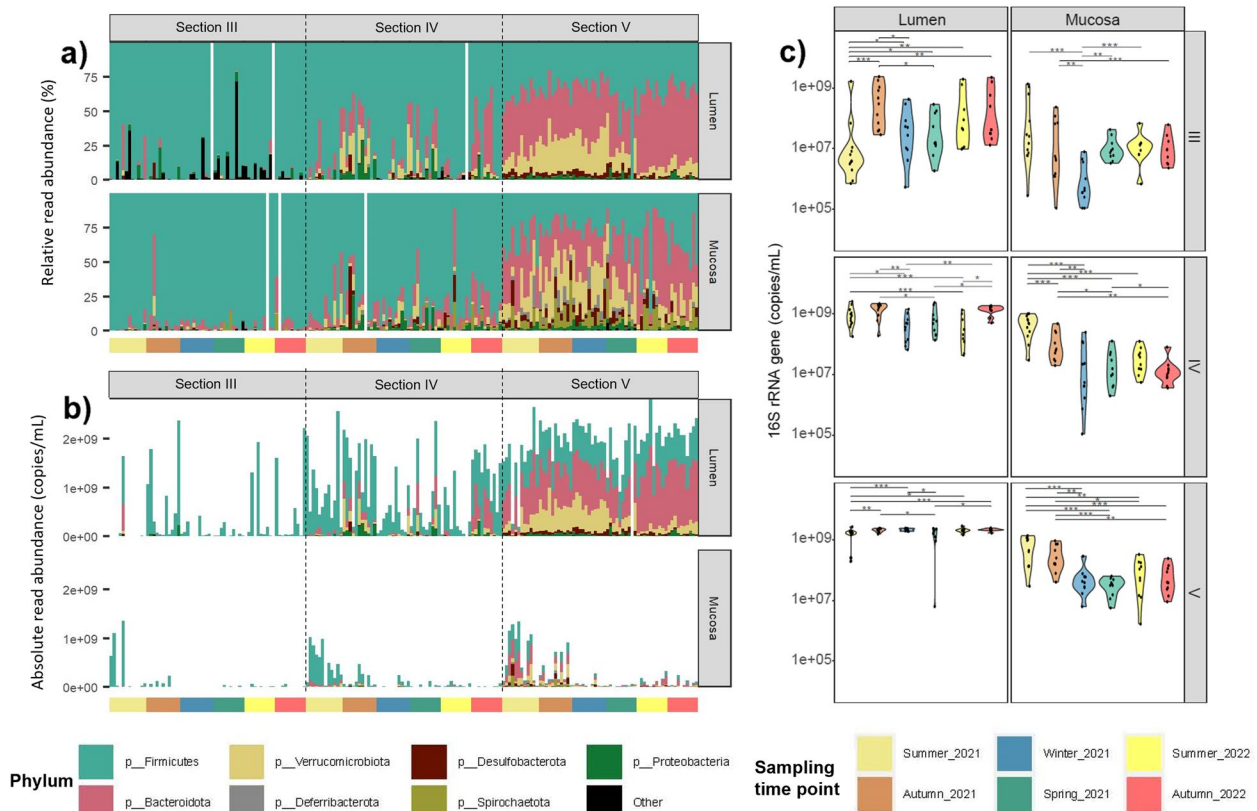 a)
Section III
Section IV
Section V
Relative read abundance (%)
75
50
25
0
Lumen
75
50
25
0
Mucosa
b)
Section III
Section IV
Section V
Absolute read abundance (copies/mL)
2e+09
1e+09
0e+00
Lumen
2e+09
1e+09
0e+00
Mucosa
Phylum
p__Firmicutes
p__Verrucomicrobiota
p__Desulfobacterota
p__Proteobacteria
p__Bacteroidota
p__Deferribacterota
p__Spirochaetota
Other
c)
Lumen
Mucosa
16S rRNA gene (copies/mL)
1e+09
1e+07
1e+05
III
1e+09
1e+07
1e+05
IV
1e+09
1e+07
1e+05
V
Sampling
time point
Summer_2021
Winter_2021
Summer_2022
Autumn_2021
Spring_2021
Autumn_2022